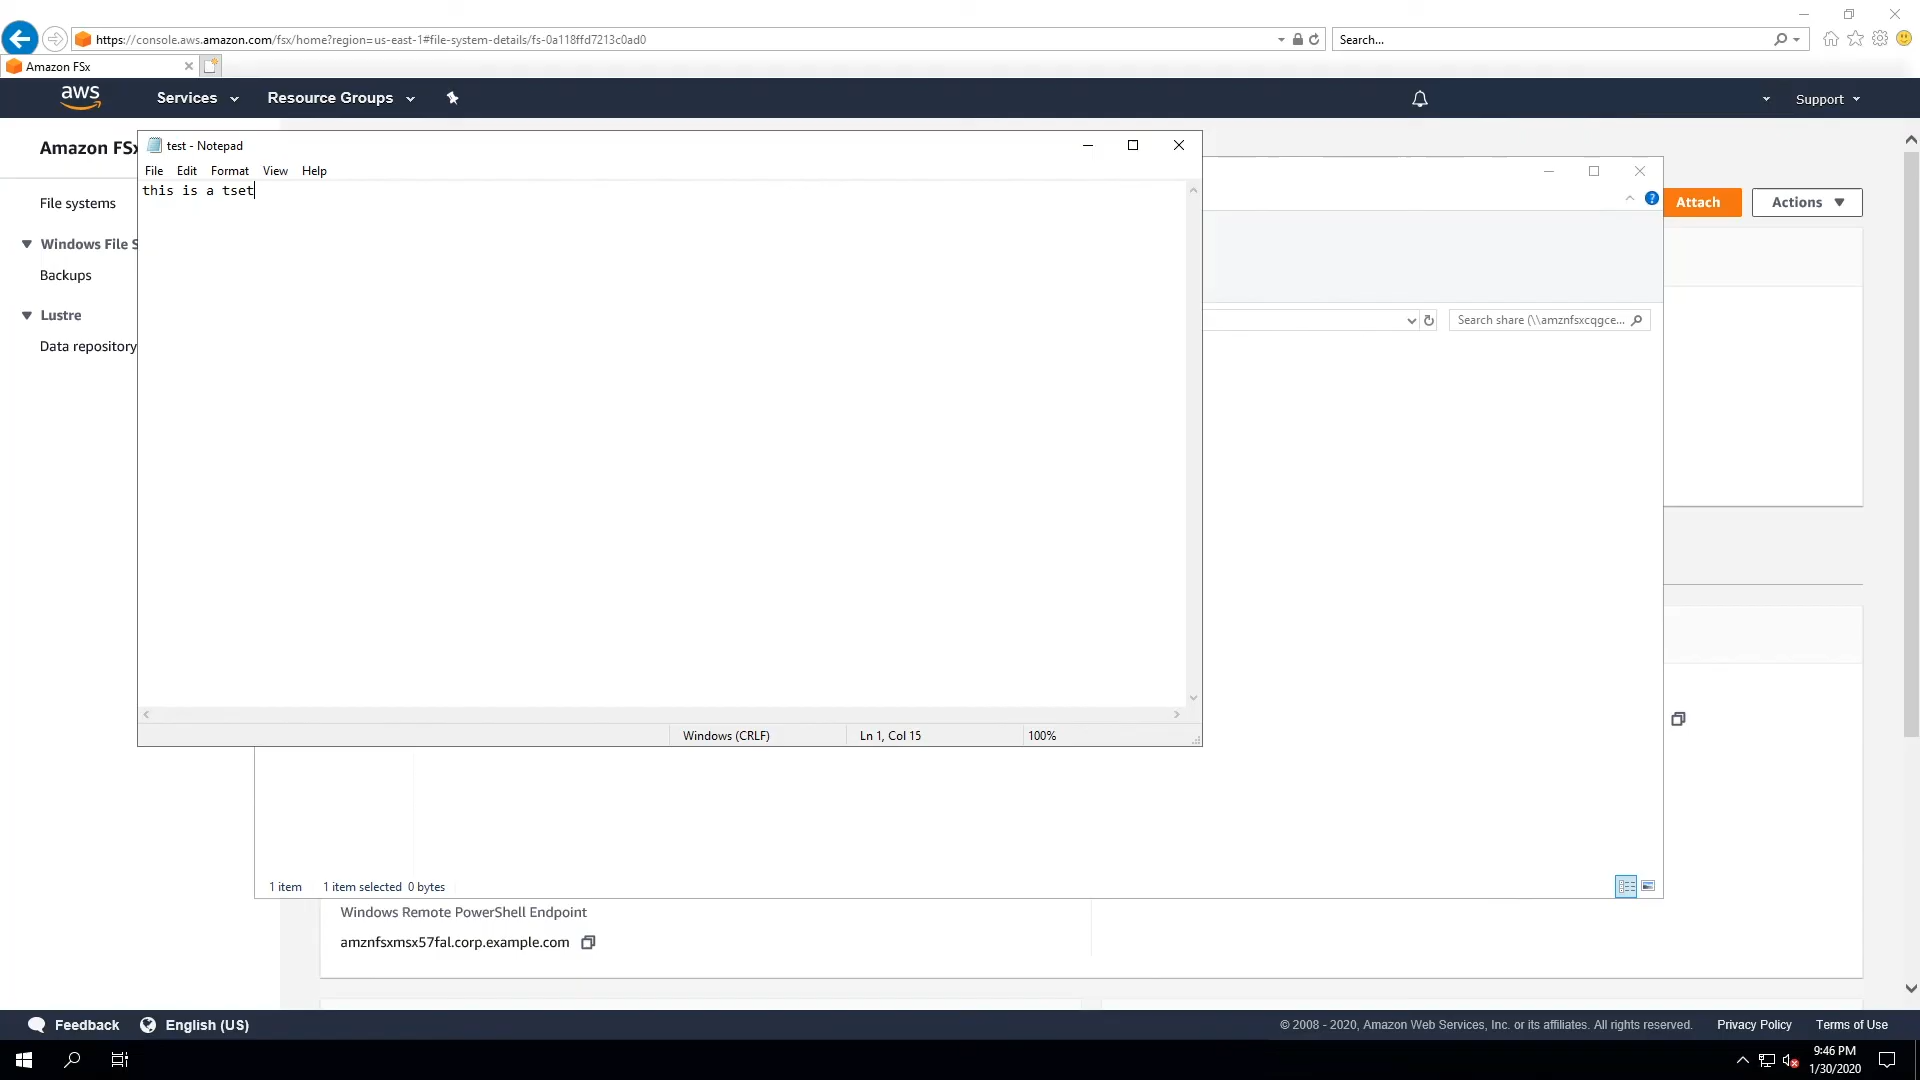 https://console.aws.amazon.com/fsx/home?region=us-east-1#file-system-details/fs-0a118ffd7213c0ad0
Search...
Amazon FSx
aws
Services
Resource Groups
Support
Amazon FSx
test - Notepad
File Edit Format View Help
this is a tset
File systems
Attach
Actions
Windows File S
Backups
Lustre
Search share (\\amznfsxcqgce...
Data repository
Windows (CRLF)
Ln 1, Col 15
100%
1 item
1 item selected 0 bytes
Windows Remote PowerShell Endpoint
amznfsxmsx57fal.corp.example.com
Feedback
English (US)
© 2008 - 2020, Amazon Web Services, Inc. or its affiliates. All rights reserved.
Privacy Policy
Terms of Use
9:46 PM
1/30/2020